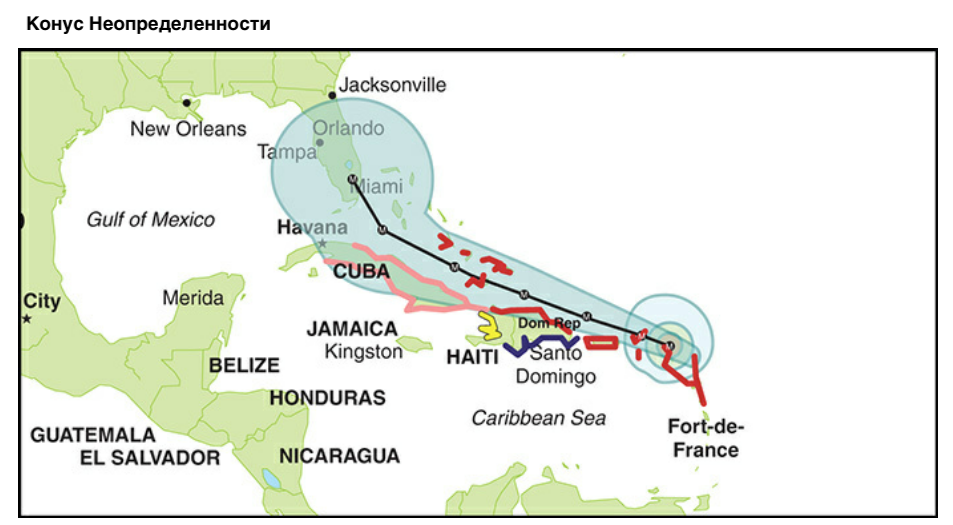 Конус Неопределенности
Jacksonville
New Orleans
Orlando
Tampa
Miami
Gulf of Mexico
Havana
CUBA
City
Merida
Dom Rep
JAMAICA
Kingston
HAITI
Santo
Domingo
BELIZE
HONDURAS
Caribbean Sea
Fort-de-
France
GUATEMALA
EL SALVADOR
NICARAGUA
M
M
M
M
M
M
M